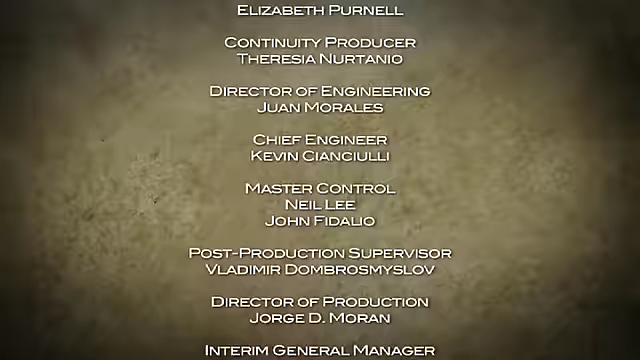 Elizabeth Purnell
Continuity Producer
Theresia Nurtanio
Director of Engineering
Juan Morales
Chief Engineer
Kevin Cianciulli
Master Control
Neil Lee
John Fidalio
Post-Production Supervisor
Vladimir Dombrosmyslov
Director of Production
Jorge D. Moran
Interim General Manager